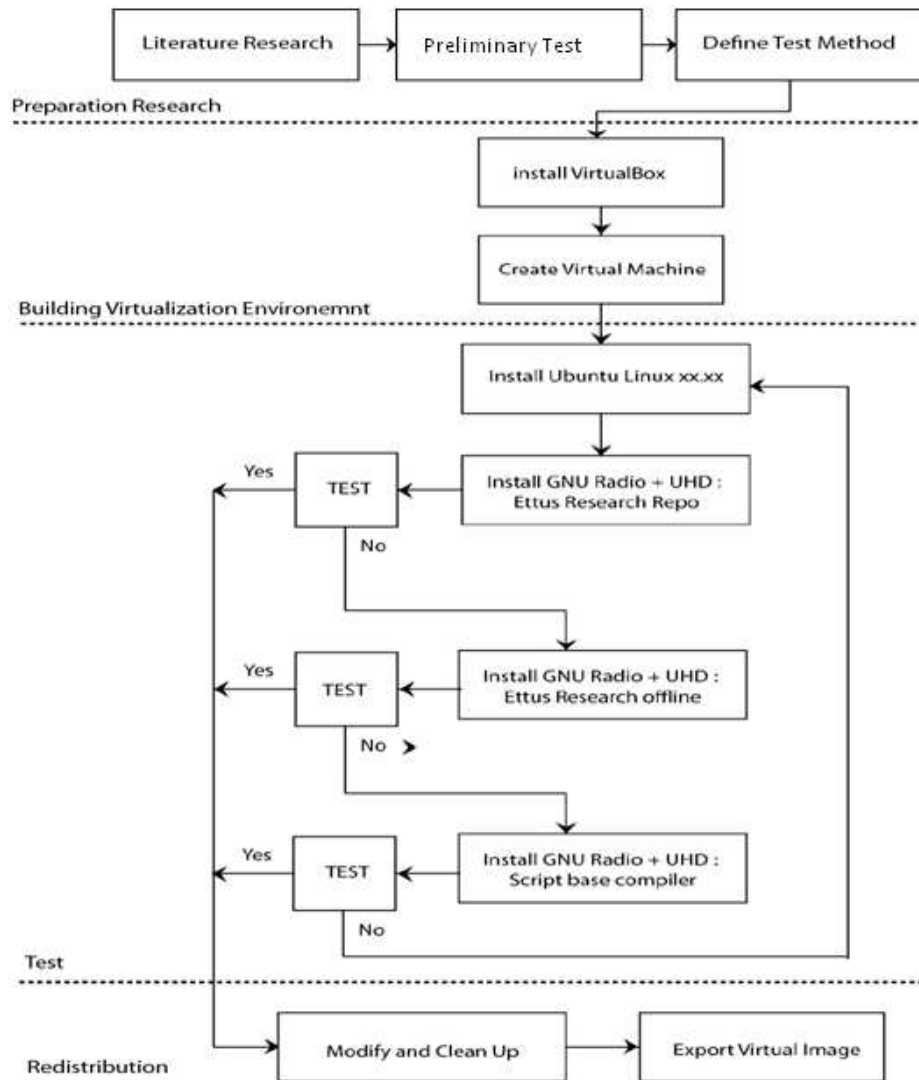 Literature Research
Preliminary Test
Define Test Method
Preparation Research
install VirtualBox
Create Virtual Machine
Building Virtualization Environemnt
Install Ubuntu Linux xx.xx
Yes
TEST
Install GNU Radio + UHD :
Ettus Research Repo
No
Yes
TEST
Install GNU Radio + UHD :
Ettus Research offline
No
Yes
TEST
Install GNU Radio + UHD :
Script base compiler
No
Test
Modify and Clean Up
Export Virtual Image
Redistribution